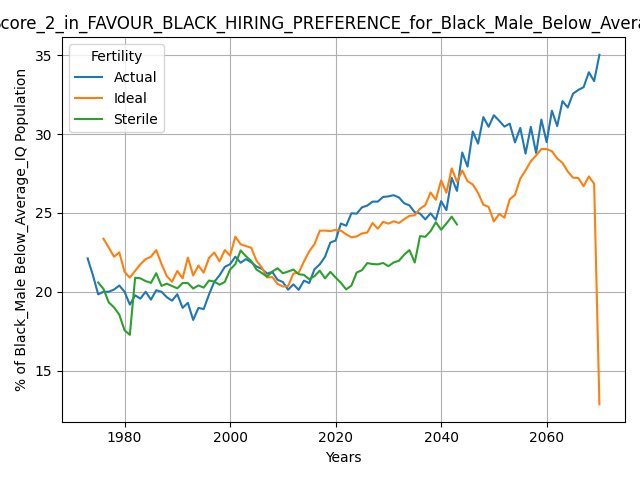 core_2_in_FAVOUR_BLACK_HIRING_PREFERENCE_for_Black_Male_Below_Avera
Fertility
Actual
Ideal
Sterile
% of Black_Male Below_Average_IQ Population
35
30
25
20
15
1980
2000
2020
2040
2060
Years